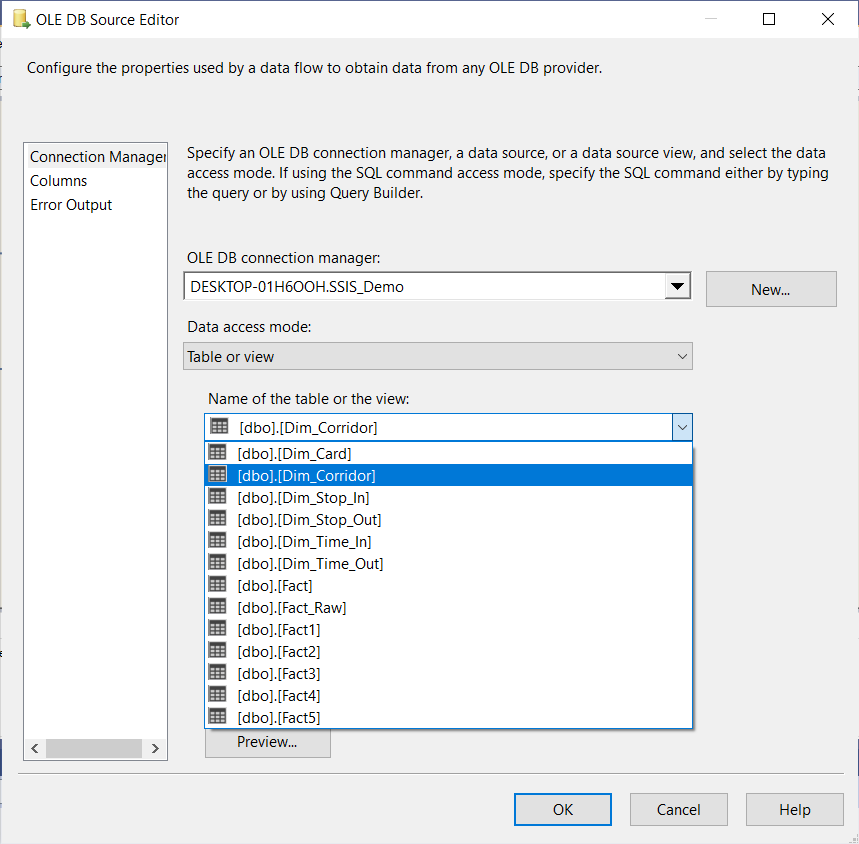 OLE DB Source Editor
Configure the properties used by a data flow to obtain data from any OLE DB provider.
Connection Manager
Columns
Error Output
Specify an OLE DB connection manager, a data source, or a data source view, and select the data
access mode. If using the SQL command access mode, specify the SQL command either by typing
the query or by using Query Builder.
OLE DB connection manager:
DESKTOP-01H6OOH.SSIS_Demo
New...
Data access mode:
Table or view
Name of the table or the view:
[dbo].[Dim_Corridor]
[dbo].[Dim_Card]
[dbo].[Dim_Corridor]
[dbo].[Dim_Stop_In]
[dbo].[Dim_Stop_Out]
[dbo].[Dim_Time_In]
[dbo].[Dim_Time_Out]
[dbo].[Fact]
[dbo].[Fact_Raw]
[dbo].[Fact1]
[dbo].[Fact2]
[dbo].[Fact3]
[dbo].[Fact4]
[dbo].[Fact5]
Preview...
OK
Cancel
Help